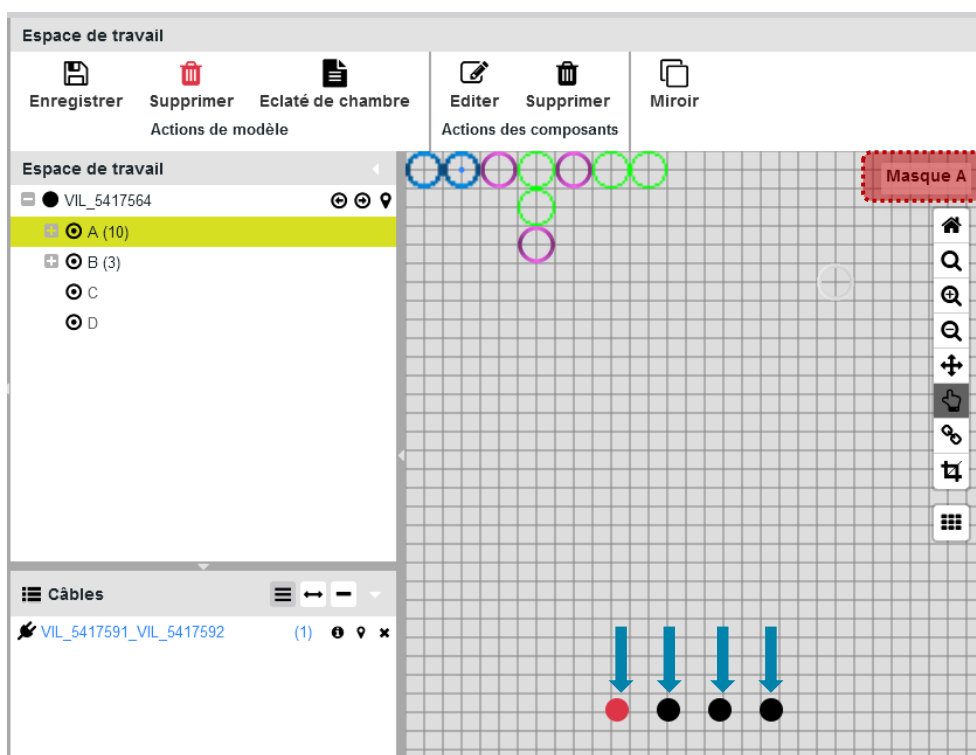 Espace de travail
Enregistrer Supprimer Eclaté de chambre Editer Supprimer Miroir
Actions de modèle Actions des composants
Espace de travail
Masque A
VIL_5417564
A (10)
B (3)
C
D
Câbles
VIL_5417591_VIL_5417592 (1)